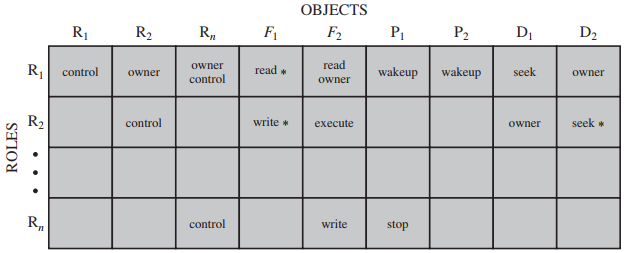 OBJECTS
R1 R2 Rn F1 F2 P1 P2 D1 D2
R1 control owner owner control read * read owner wakeup wakeup seek owner
ROLES
R2 control write * execute owner seek *
Rn control write stop